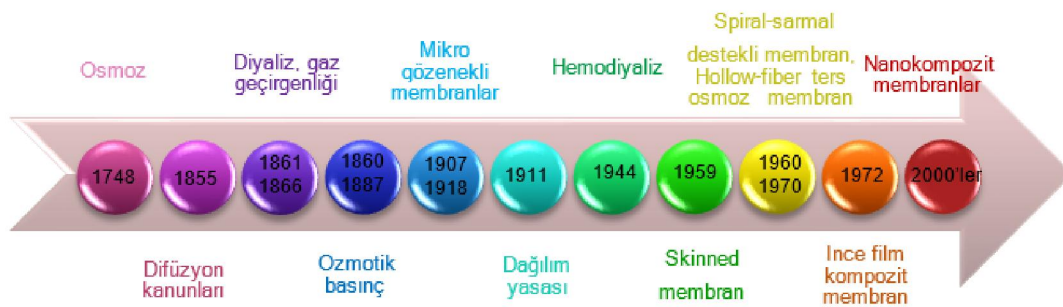 Spiral-sarmal
destekli membran,
Hollow-fiber ters
osmoz membran
Osmoz
Diyaliz, gaz
geçirgenliği
Mikro
gözenekli
membranlar
Hemodiyaliz
Nanokompozit
membranlar
1748
1855
1861
1866
1860
1887
1907
1918
1911
1944
1959
1960
1970
1972
2000'ler
Difüzyon
kanunları
Ozmotik
basınç
Dağılım
yasası
Skinned
membran
Ince film
kompozit
membran